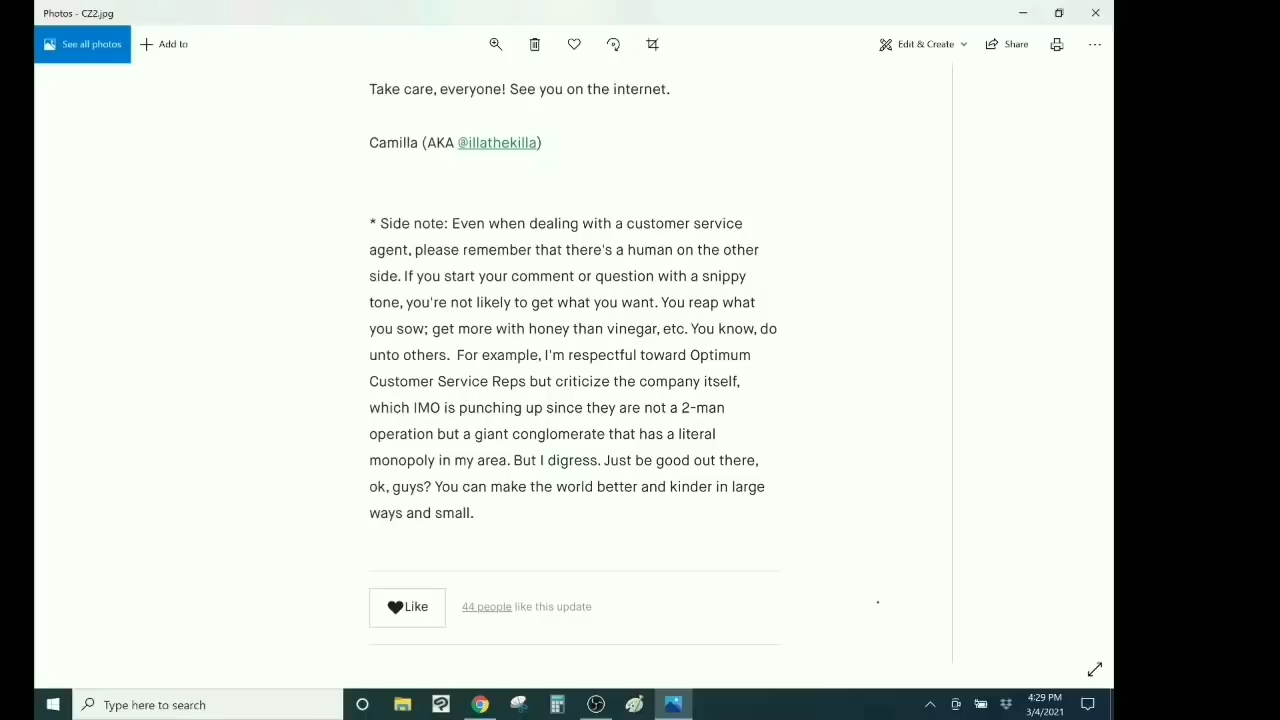 Photos - CZ2.jpg
See all photos
Add to
Edit & Create
Share
Take care, everyone! See you on the internet.
Camilla (AKA @illathekilla)
* Side note: Even when dealing with a customer service
agent, please remember that there's a human on the other
side. If you start your comment or question with a snippy
tone, you're not likely to get what you want. You reap what
you sow; get more with honey than vinegar, etc. You know, do
unto others.  For example, I'm respectful toward Optimum
Customer Service Reps but criticize the company itself,
which IMO is punching up since they are not a 2-man
operation but a giant conglomerate that has a literal
monopoly in my area. But I digress. Just be good out there,
ok, guys? You can make the world better and kinder in large
ways and small.
Like
44 people like this update
Type here to search
4:29 PM
3/4/2021